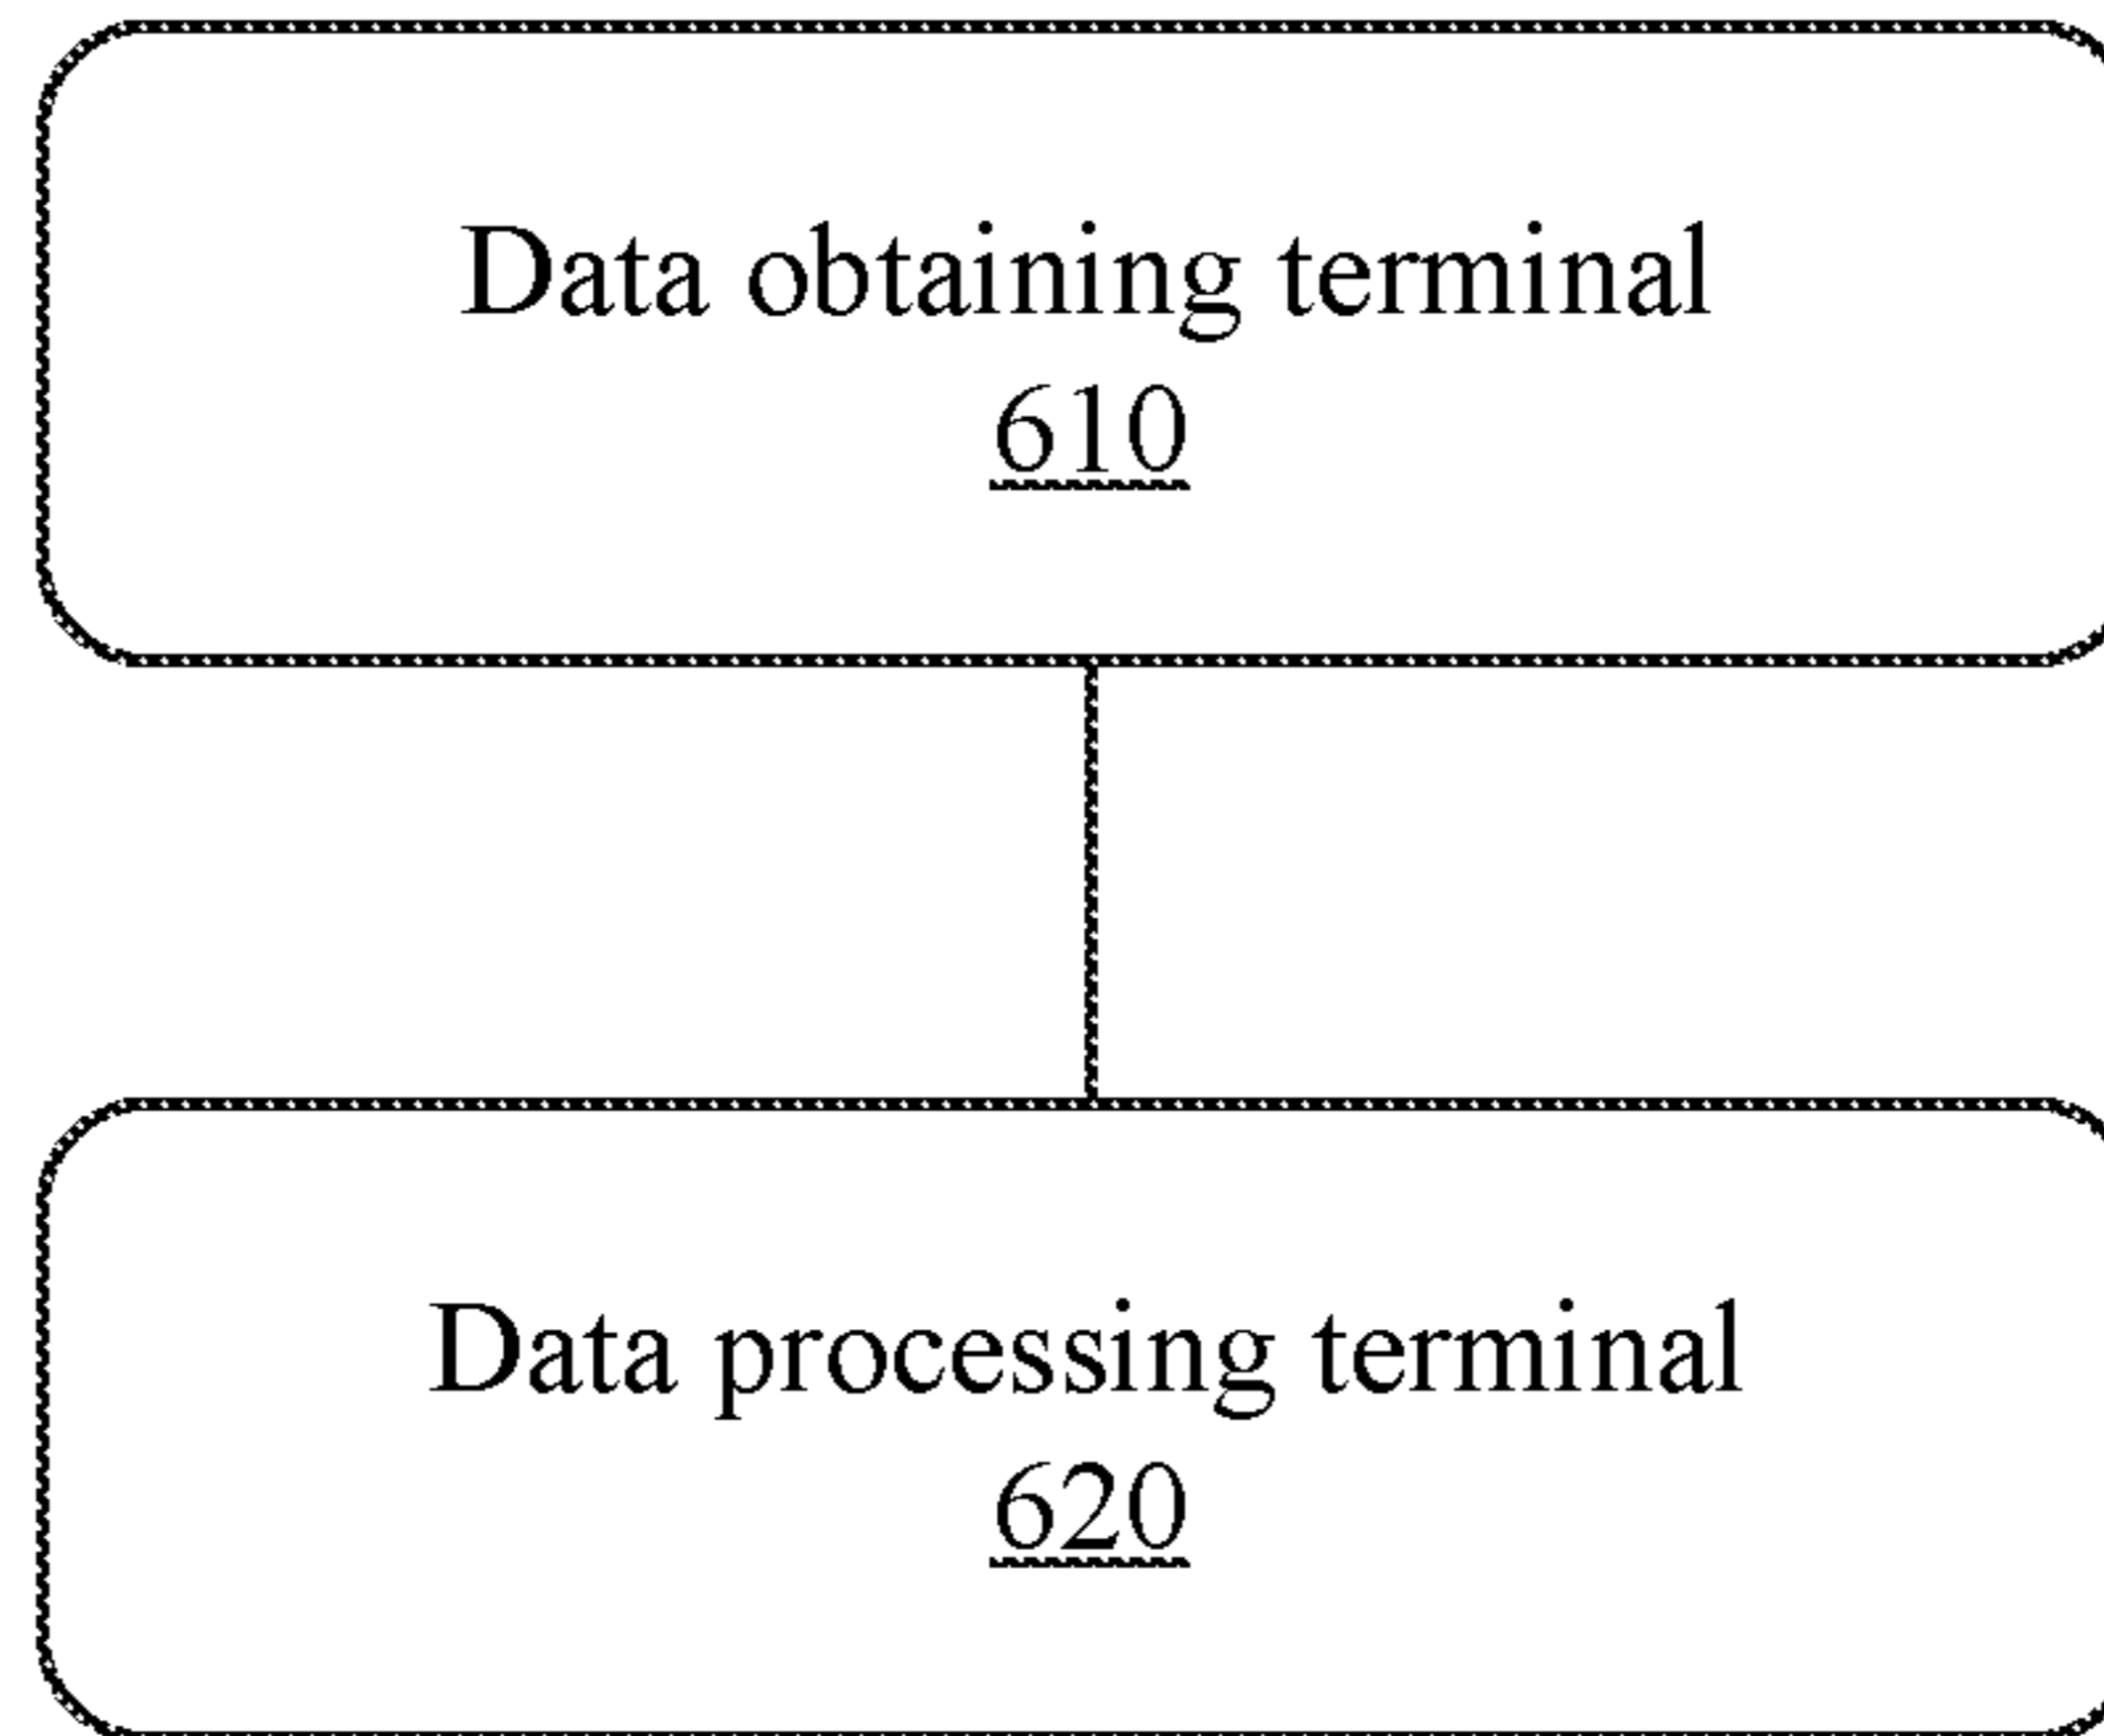 Data obtaining terminal
610
Data processing terminal
620